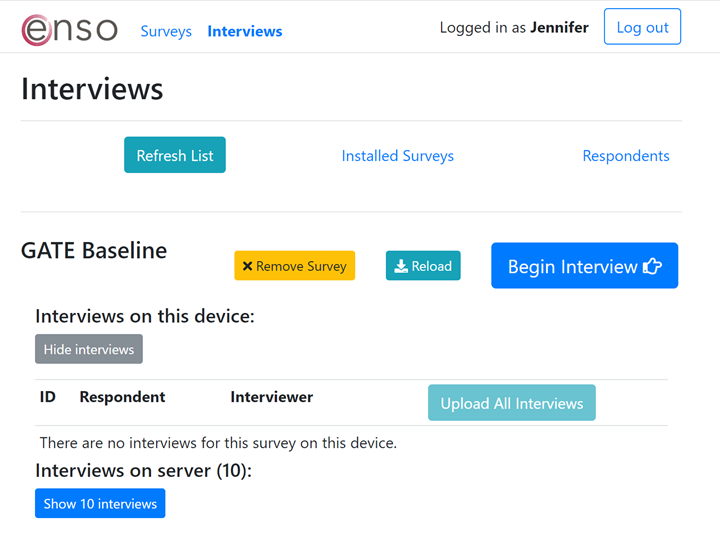 enso Surveys Interviews Logged in as Jennifer Log out
Interviews
Refresh List Installed Surveys Respondents
GATE Baseline Remove Survey Reload Begin Interview
Interviews on this device:
Hide interviews
ID Respondent Interviewer Upload All Interviews
There are no interviews for this survey on this device.
Interviews on server (10):
Show 10 interviews